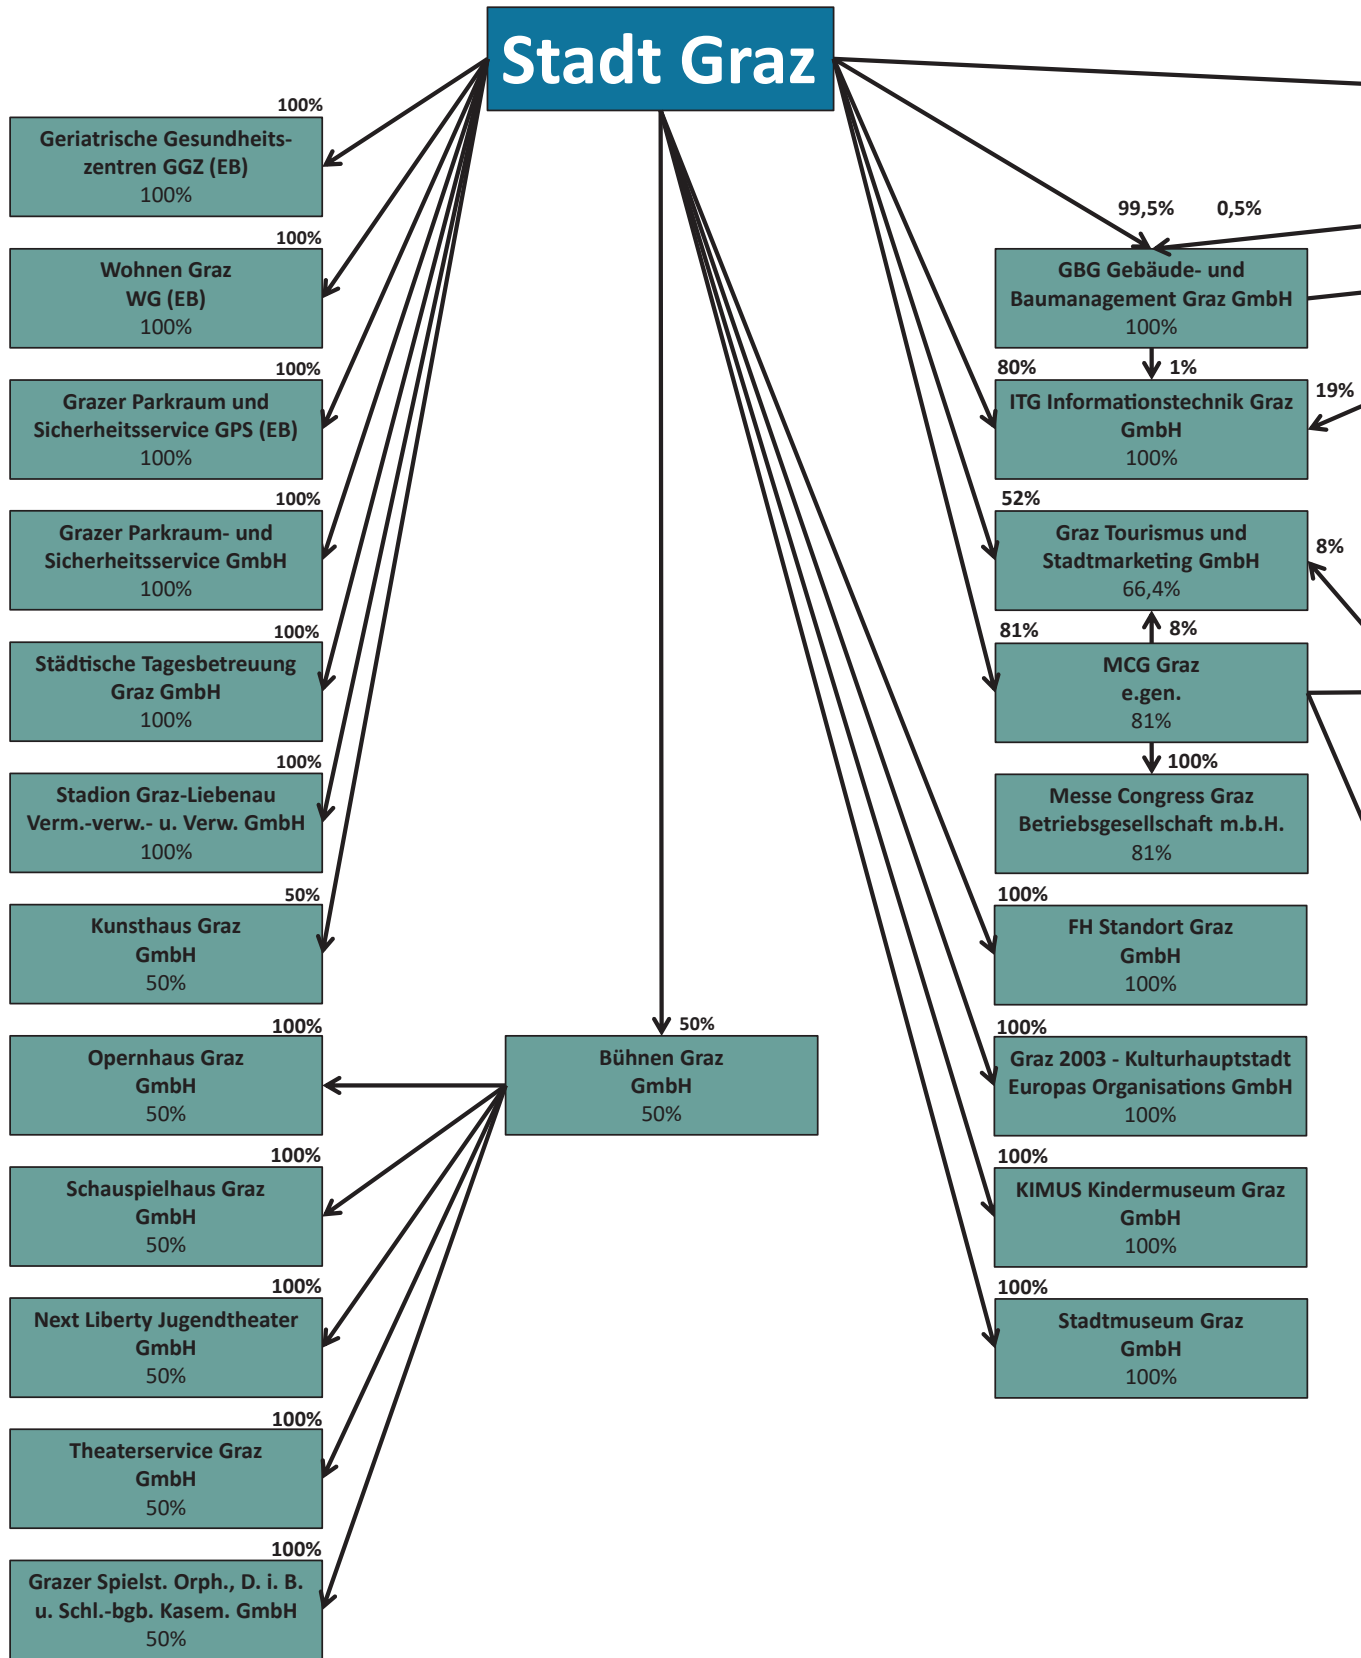 Stadt Graz
100%
Geriatrische Gesundheits-
zentren GGZ (EB)
100%
100%
Wohnen Graz
WG (EB)
100%
100%
Grazer Parkraum und
Sicherheitsservice GPS (EB)
100%
100%
Grazer Parkraum- und
Sicherheitsservice GmbH
100%
100%
Städtische Tagesbetreuung
Graz GmbH
100%
100%
Stadion Graz-Liebenau
Verm.-verw.- u. Verw. GmbH
100%
50%
Kunsthaus Graz
GmbH
50%
100%
Opernhaus Graz
GmbH
50%
100%
Schauspielhaus Graz
GmbH
50%
100%
Next Liberty Jugendtheater
GmbH
50%
100%
Theaterservice Graz
GmbH
50%
100%
Grazer Spielst. Orph., D. i. B.
u. Schl.-bgb. Kasem. GmbH
50%
50%
Bühnen Graz
GmbH
50%
99,5% 0,5%
GBG Gebäude- und
Baumanagement Graz GmbH
100%
80% 1% 19%
ITG Informationstechnik Graz
GmbH
100%
52% 8%
Graz Tourismus und
Stadtmarketing GmbH
66,4%
81% 8%
MCG Graz
e.gen.
81%
100%
Messe Congress Graz
Betriebsgesellschaft m.b.H.
81%
100%
FH Standort Graz
GmbH
100%
100%
Graz 2003 - Kulturhauptstadt
Europas Organisations GmbH
100%
100%
KIMUS Kindermuseum Graz
GmbH
100%
100%
Stadtmuseum Graz
GmbH
100%